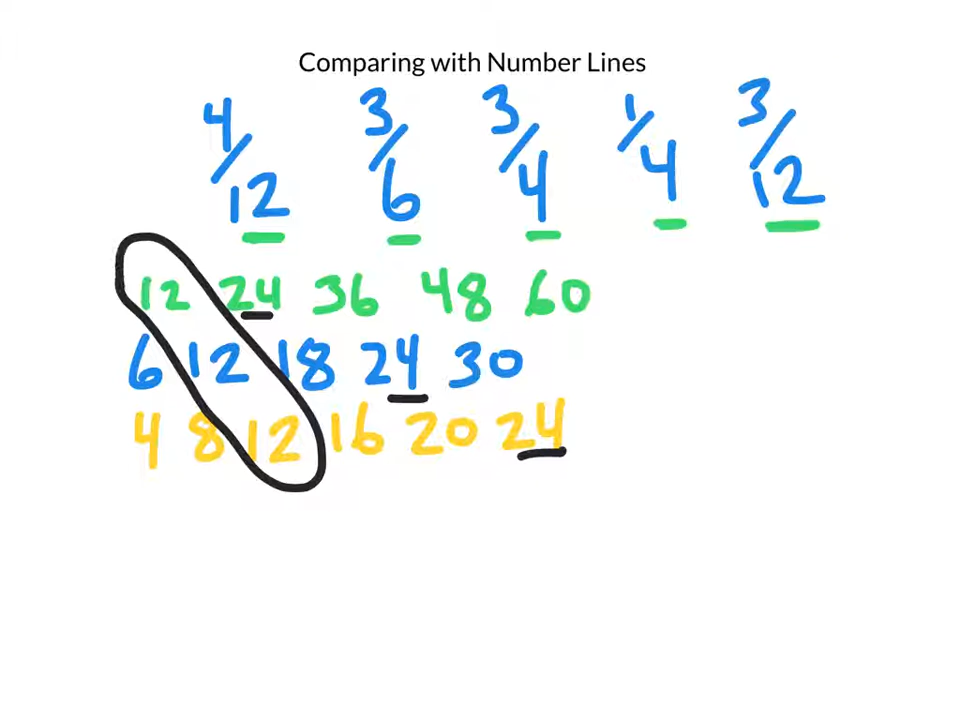 Comparing with Number Lines
4/12 3/6 3/4 1/4 3/12
12 24 36 48 60
6 12 18 24 30
4 8 12 16 20 24